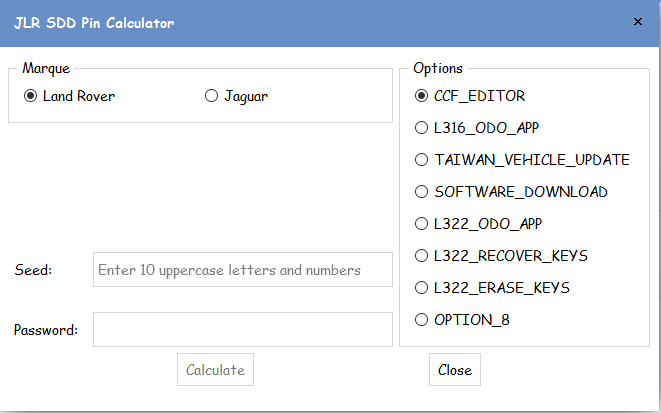 JLR SDD Pin Calculator
Marque
Land Rover
Jaguar
Seed:
Enter 10 uppercase letters and numbers
Password:
Calculate
Options
CCF_EDITOR
L316_ODO_APP
TAIWAN_VEHICLE_UPDATE
SOFTWARE_DOWNLOAD
L322_ODO_APP
L322_RECOVER_KEYS
L322_ERASE_KEYS
OPTION_8
Close